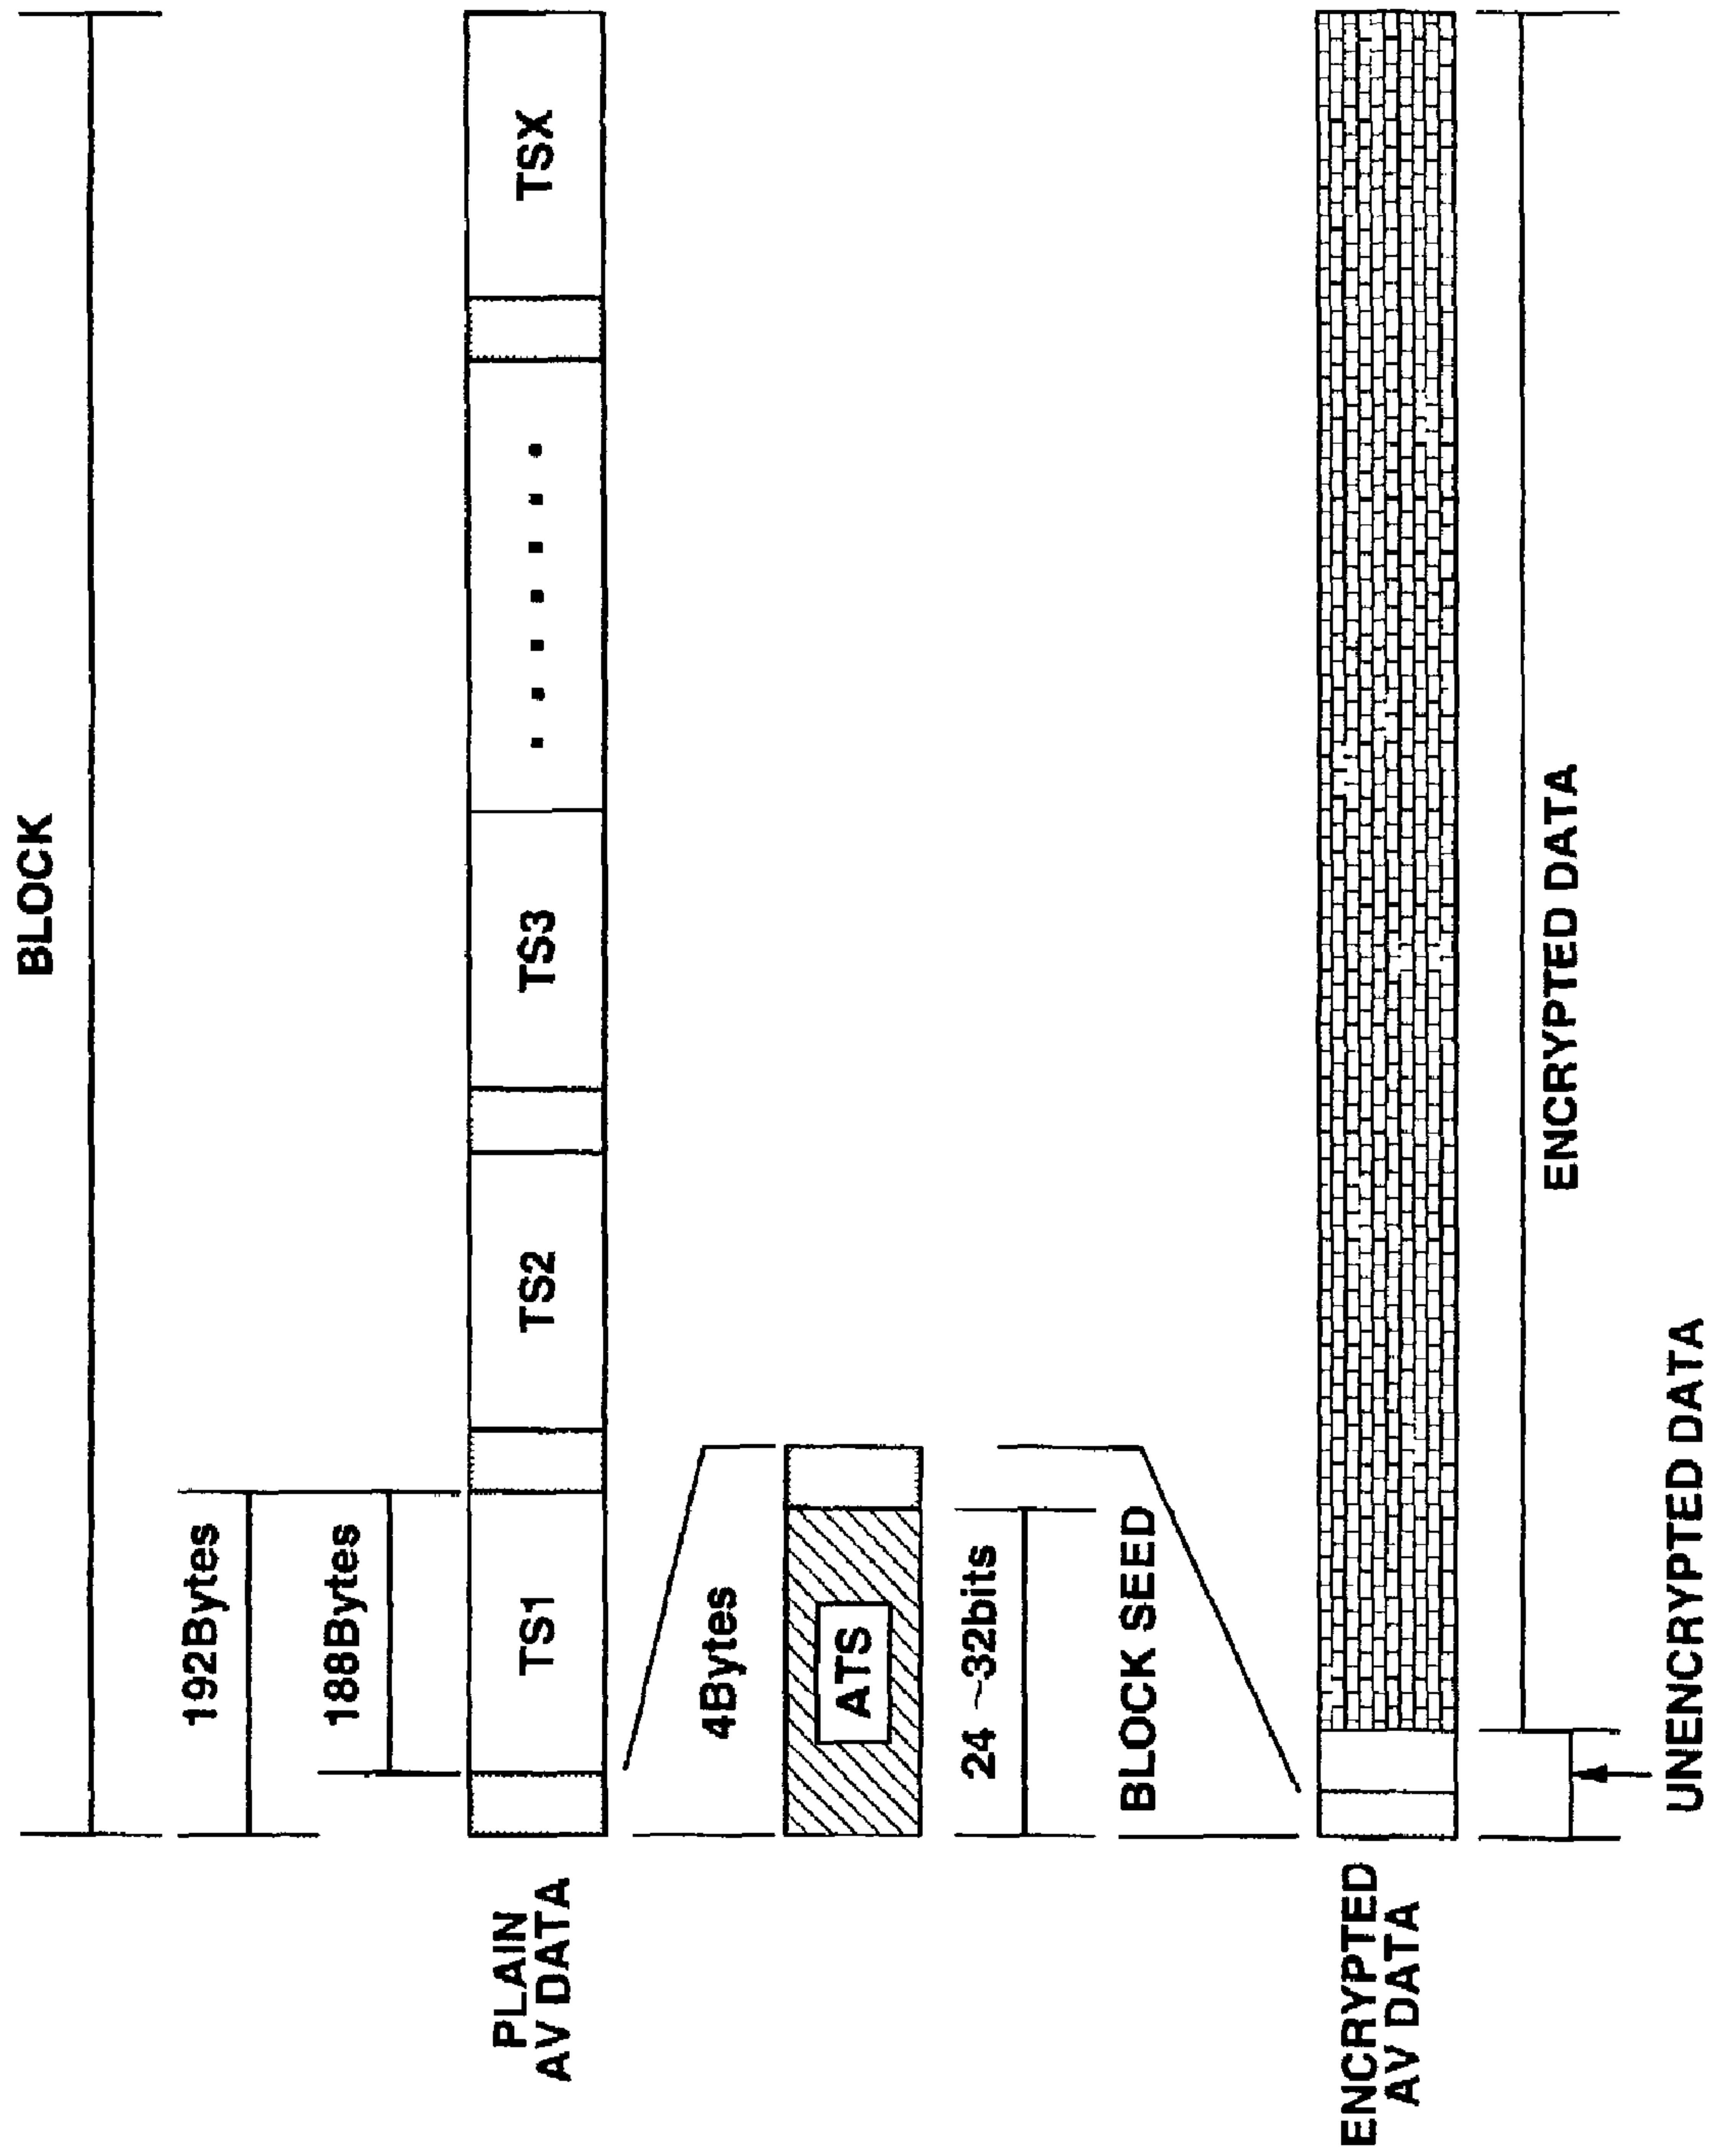 BLOCK
192Bytes
188Bytes
PLAIN
AV DATA
TS1
TS2
TS3
TSX
4Bytes
ATS
24 ~32bits
BLOCK SEED
ENCRYPTED
AV DATA
ENCRYPTED DATA
UNENCRYPTED DATA